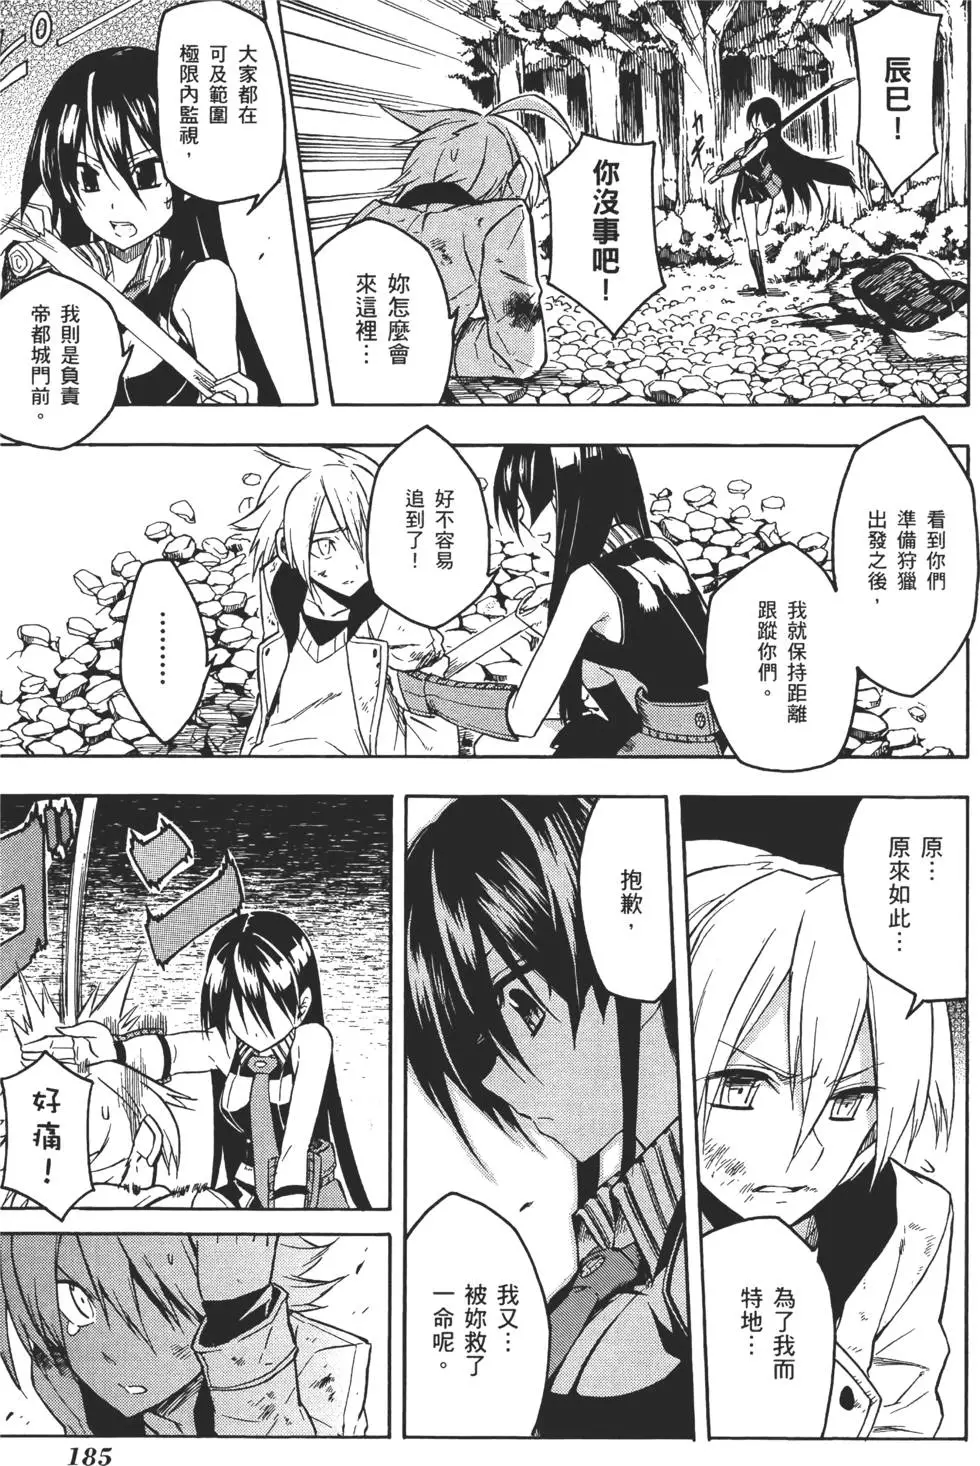 辰巳！
你沒事吧！
妳怎麼會
來這裡…
大家都在
可及範圍
極限內監視，
我則是負責
帝都城門前。
看到你們
準備狩獵
出發之後，
我就保持距離
跟蹤你們。
好不容易
追到了！
………
原…
原來如此…
為了我而
特地…
抱歉，
我又…
被妳救了
一命呢。
好痛！
185